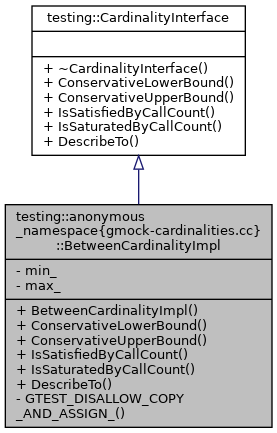 testing::CardinalityInterface
+ ~CardinalityInterface()
+ ConservativeLowerBound()
+ ConservativeUpperBound()
+ IsSatisfiedByCallCount()
+ IsSaturatedByCallCount()
+ DescribeTo()
testing::anonymous
_namespace{gmock-cardinalities.cc}
::BetweenCardinalityImpl
- min_
- max_
+ BetweenCardinalityImpl()
+ ConservativeLowerBound()
+ ConservativeUpperBound()
+ IsSatisfiedByCallCount()
+ IsSaturatedByCallCount()
+ DescribeTo()
- GTEST_DISALLOW_COPY
_AND_ASSIGN_()